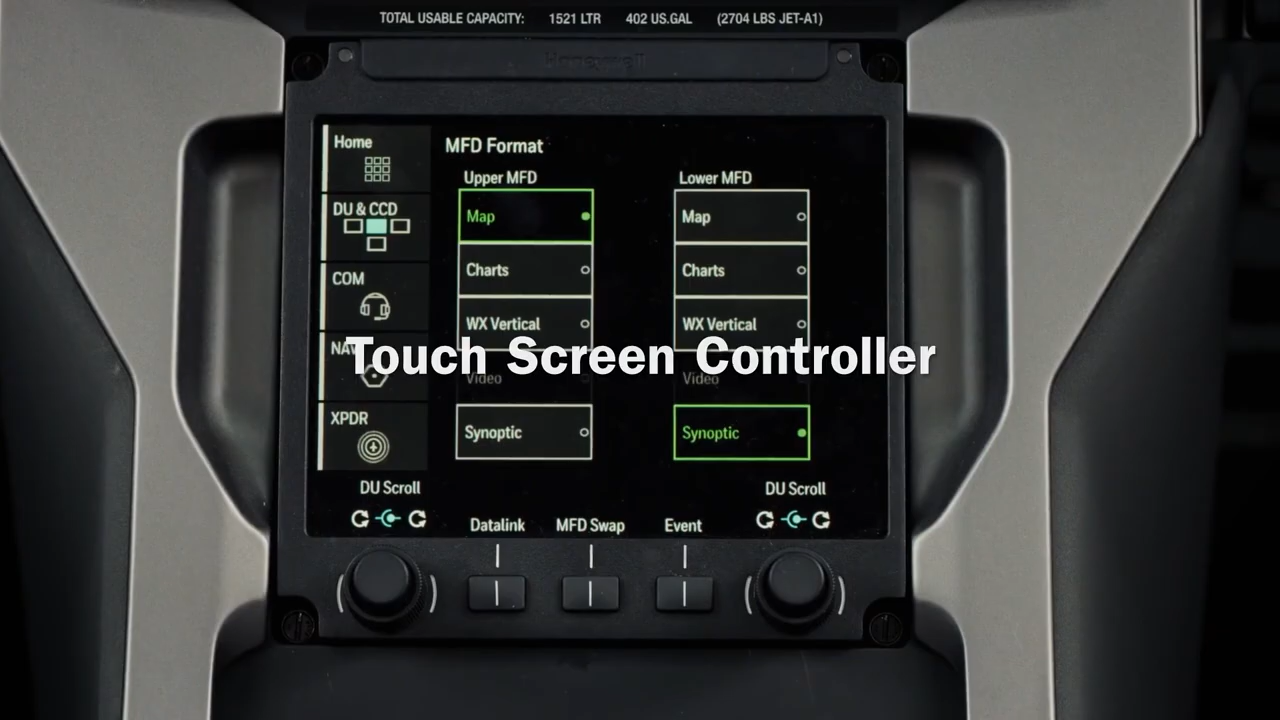 TOTAL USABLE CAPACITY: 1521 LTR 402 US.GAL (2704 LBS JET-A1)
Honeywell
Home
MFD Format
Upper MFD
Lower MFD
DU & CCD
Map
Map
Charts
Charts
COM
WX Vertical
WX Vertical
NAV
Touch Screen Controller
Video
Video
XPDR
Synoptic
Synoptic
DU Scroll
DU Scroll
Datalink
MFD Swap
Event